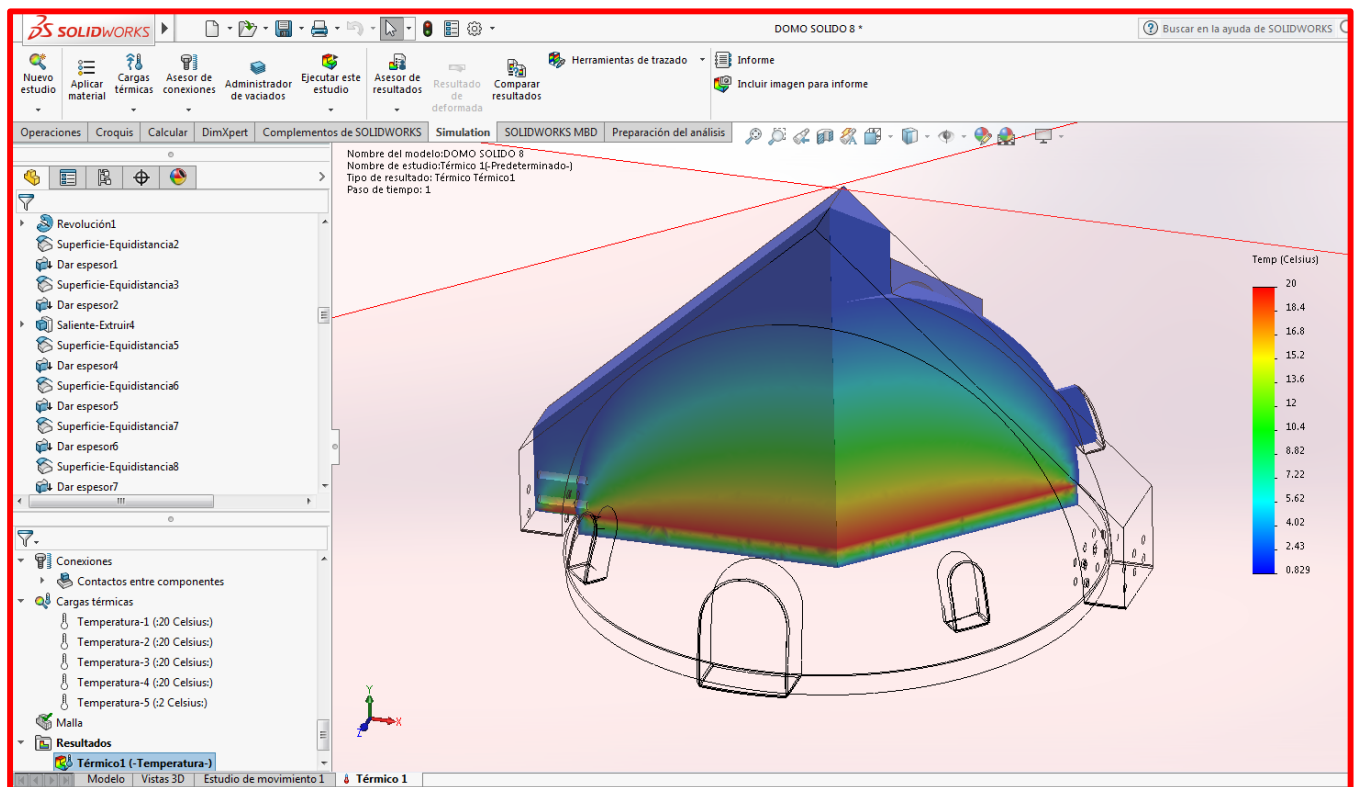 SOLIDWORKS
DOMO SOLIDO 8 *
Buscar en la ayuda de SOLIDWORKS
Nuevo estudio
Aplicar material
Cargas térmicas
Asesor de conexiones
Administrador de vaciados
Ejecutar este estudio
Asesor de resultados
Resultado de deformada
Comparar resultados
Herramientas de trazado
Informe
Incluir imagen para informe
Operaciones
Croquis
Calcular
DimXpert
Complementos de SOLIDWORKS
Simulation
SOLIDWORKS MBD
Preparación del análisis
Nombre del modelo:DOMO SOLIDO 8
Nombre de estudio:Térmico 1(-Predeterminado-)
Tipo de resultado: Térmico Térmico1
Paso de tiempo: 1
Revolución1
Superficie-Equidistancia2
Dar espesor1
Superficie-Equidistancia3
Dar espesor2
Saliente-Extruir4
Superficie-Equidistancia5
Dar espesor4
Superficie-Equidistancia6
Dar espesor5
Superficie-Equidistancia7
Dar espesor6
Superficie-Equidistancia8
Dar espesor7
Conexiones
Contactos entre componentes
Cargas térmicas
Temperatura-1 (:20 Celsius:)
Temperatura-2 (:20 Celsius:)
Temperatura-3 (:20 Celsius:)
Temperatura-4 (:20 Celsius:)
Temperatura-5 (:2 Celsius:)
Malla
Resultados
Térmico1 (-Temperatura-)
Temp (Celsius)
20
18.4
16.8
15.2
13.6
12
10.4
8.82
7.22
5.62
4.02
2.43
0.829
Y
X
Z
Modelo
Vistas 3D
Estudio de movimiento 1
Térmico 1